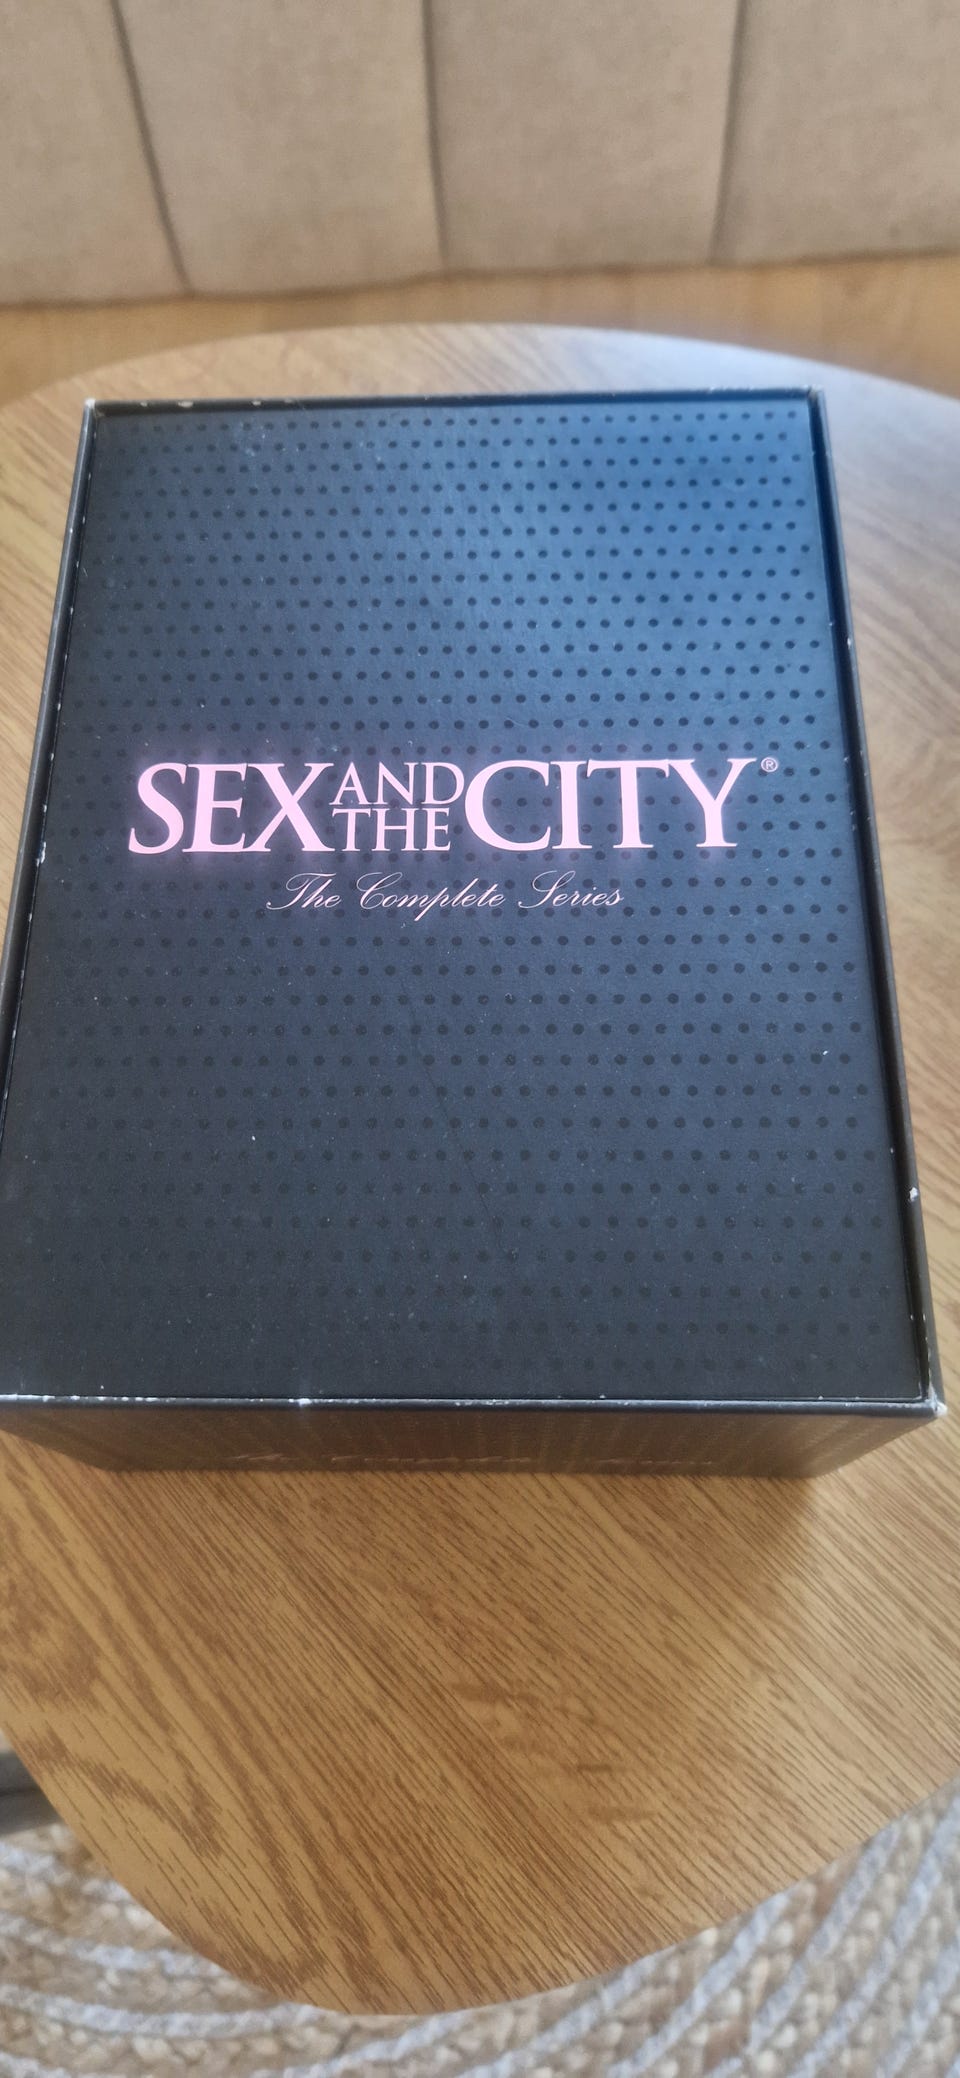 SEX AND THE CITY®
The Complete Series